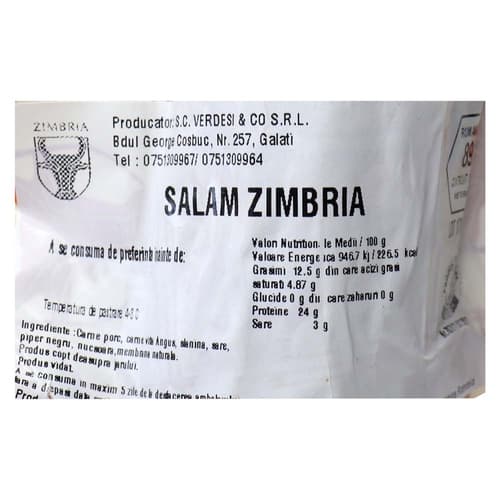 ZIMBRIA
Producator: S.C. VERDESI & CO S.R.L.
Bdul George Cosbuc, Nr. 257, Galati
Tel : 0751309967/ 0751309964
SALAM ZIMBRIA
A se consuma de preferinta inainte de:
Valori Nutritionale Medii / 100 g
Valoare Energetica 946.7 kj / 226.5 kcal
Grasimi 12.5 g din care acizi grasi
saturati 4.87 g
Glucide 0 g din care zaharuri 0 g
Proteine 24 g
Sare 3 g
Temperatura de pastrare 4-8 C
Ingrediente : Carne porc, carne vita Angus, slanina, sare,
piper negru, nucsoara, membrana naturala.
Produs copt deasupra jarului.
Produs vidat.
A se consuma in maxim 5 zile de la desfacerea ambalajului
fara a depasi data